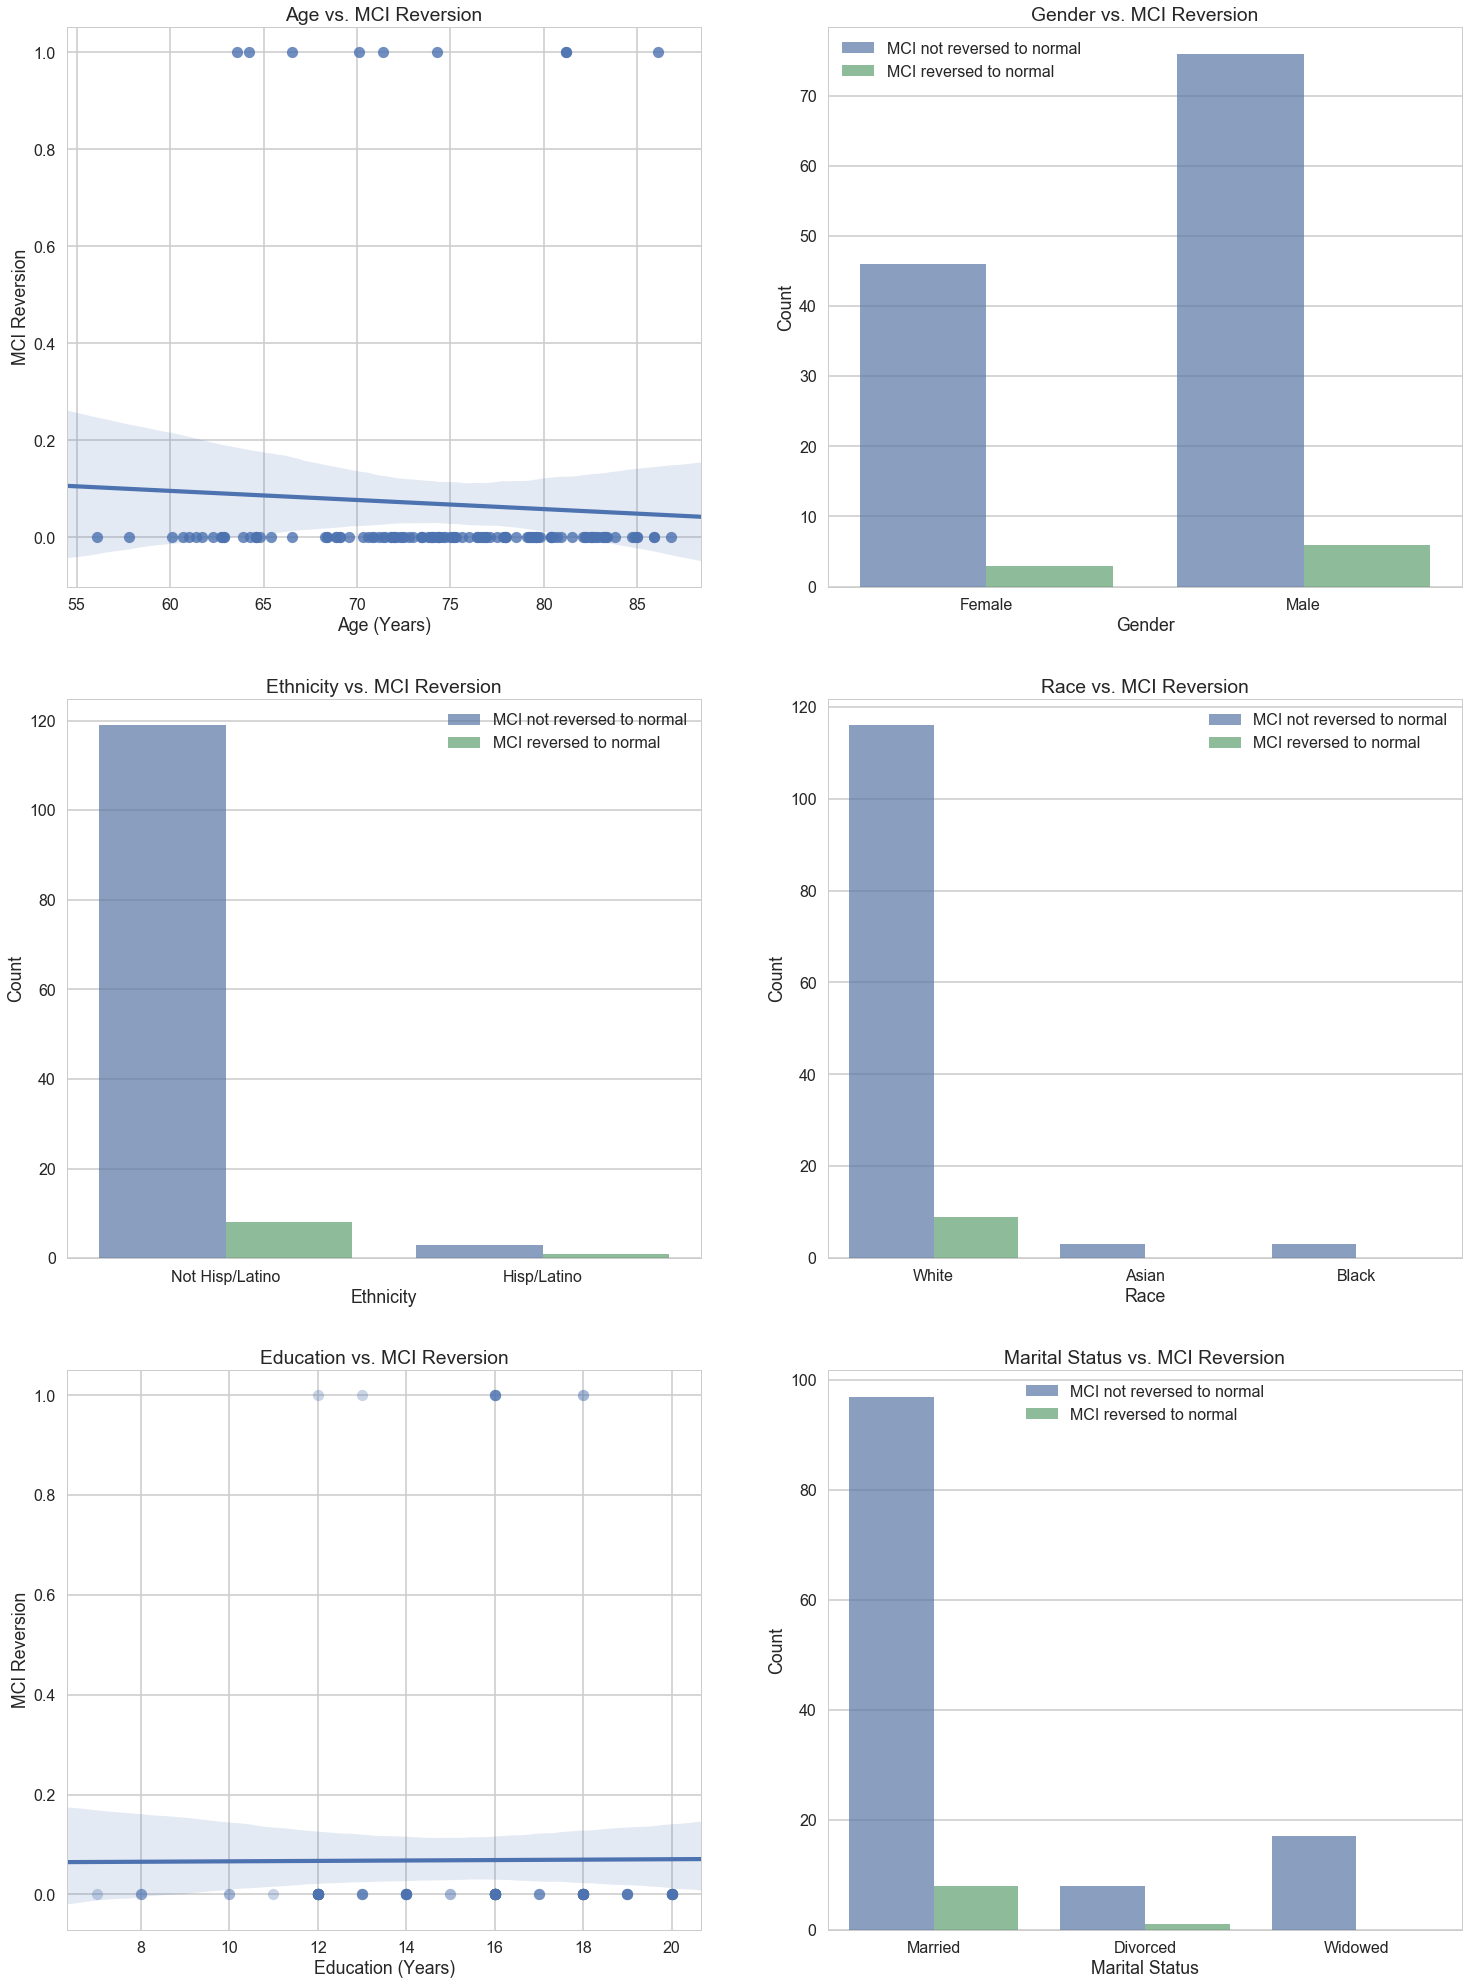 Age vs. MCI Reversion
1.0
0.8
0.6
0.4
0.2
0.0
MCI Reversion
55 60 65 70 75 80 85
Age (Years)
Gender vs. MCI Reversion
MCI not reversed to normal
MCI reversed to normal
70
60
50
40
30
20
10
0
Count
Female Male
Gender
Ethnicity vs. MCI Reversion
MCI not reversed to normal
MCI reversed to normal
120
100
80
60
40
20
0
Count
Not Hisp/Latino Hisp/Latino
Ethnicity
Race vs. MCI Reversion
MCI not reversed to normal
MCI reversed to normal
120
100
80
60
40
20
0
Count
White Asian Black
Race
Education vs. MCI Reversion
1.0
0.8
0.6
0.4
0.2
0.0
MCI Reversion
8 10 12 14 16 18 20
Education (Years)
Marital Status vs. MCI Reversion
MCI not reversed to normal
MCI reversed to normal
100
80
60
40
20
0
Count
Married Divorced Widowed
Marital Status